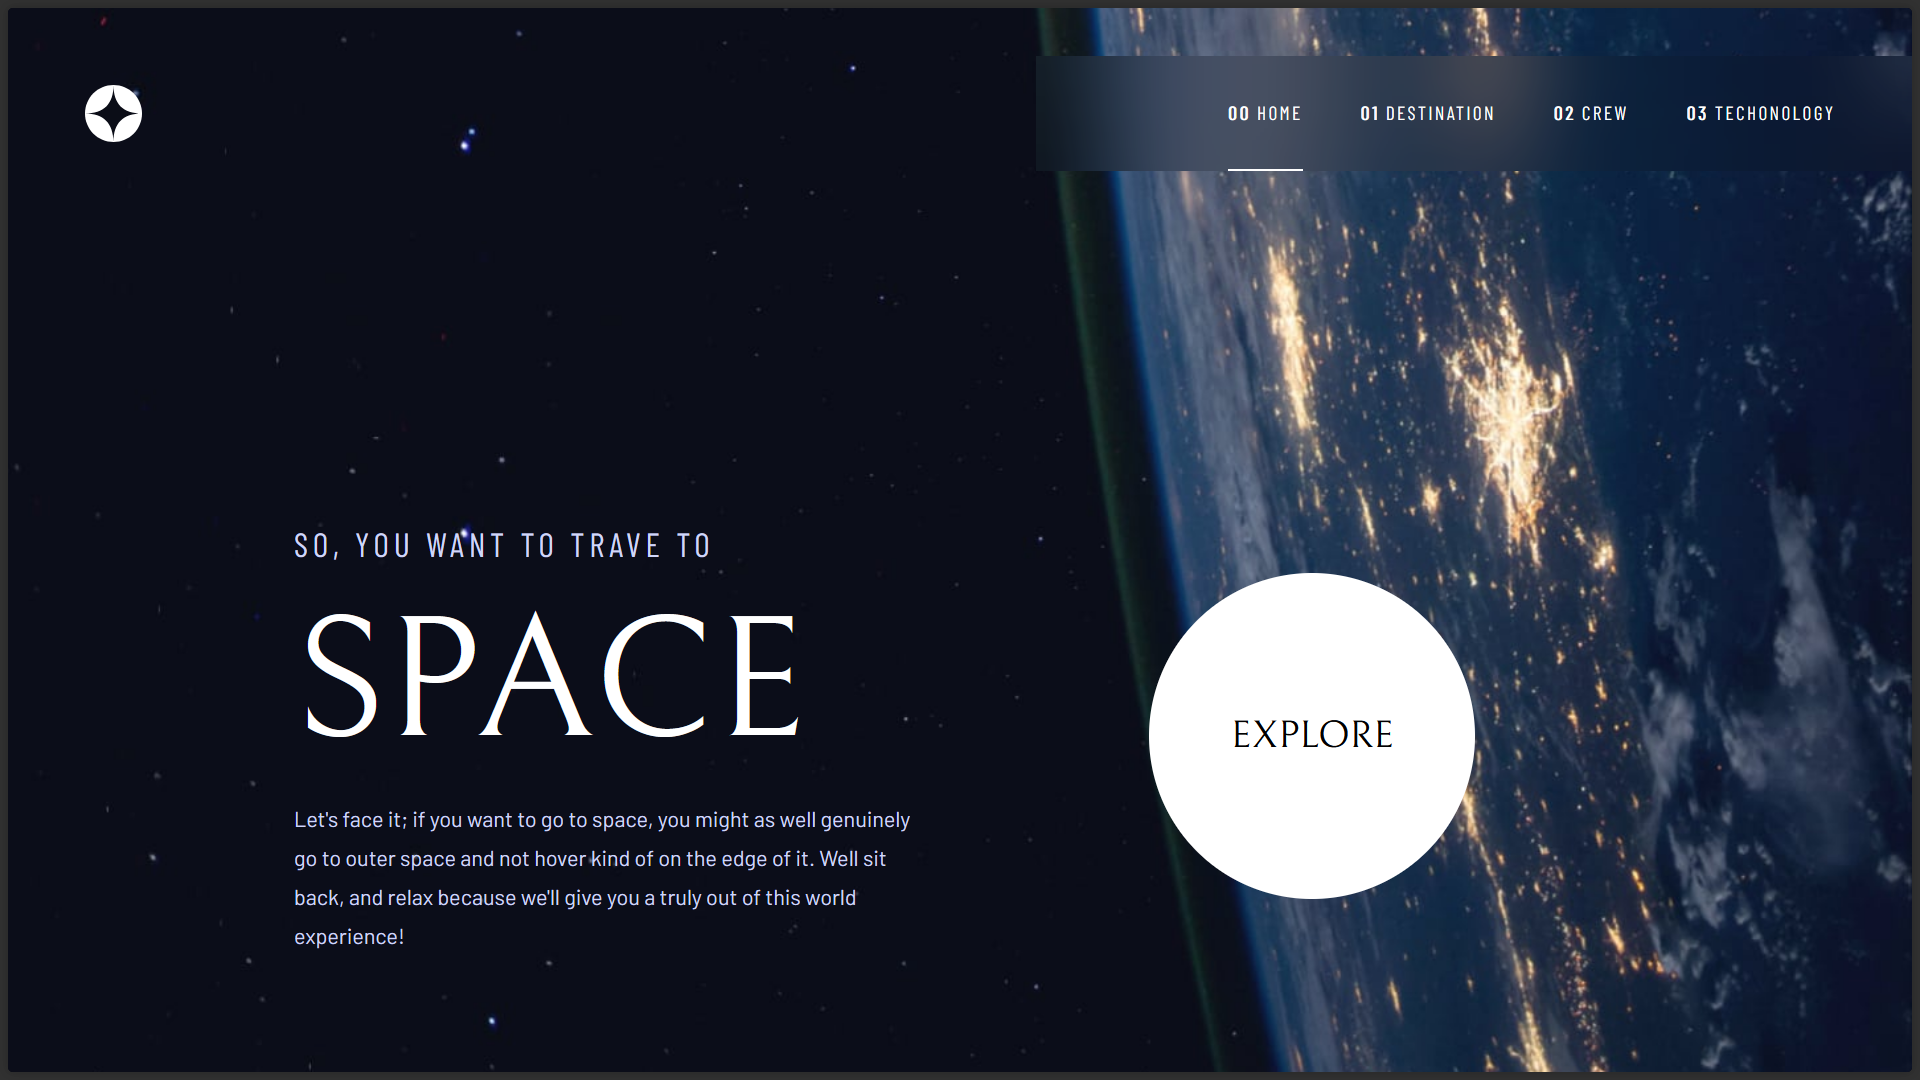 00 HOME 01 DESTINATION 02 CREW 03 TECHONOLOGY
SO, YOU WANT TO TRAVE TO
SPACE
EXPLORE
Let's face it; if you want to go to space, you might as well genuinely
go to outer space and not hover kind of on the edge of it. Well sit
back, and relax because we'll give you a truly out of this world
experience!